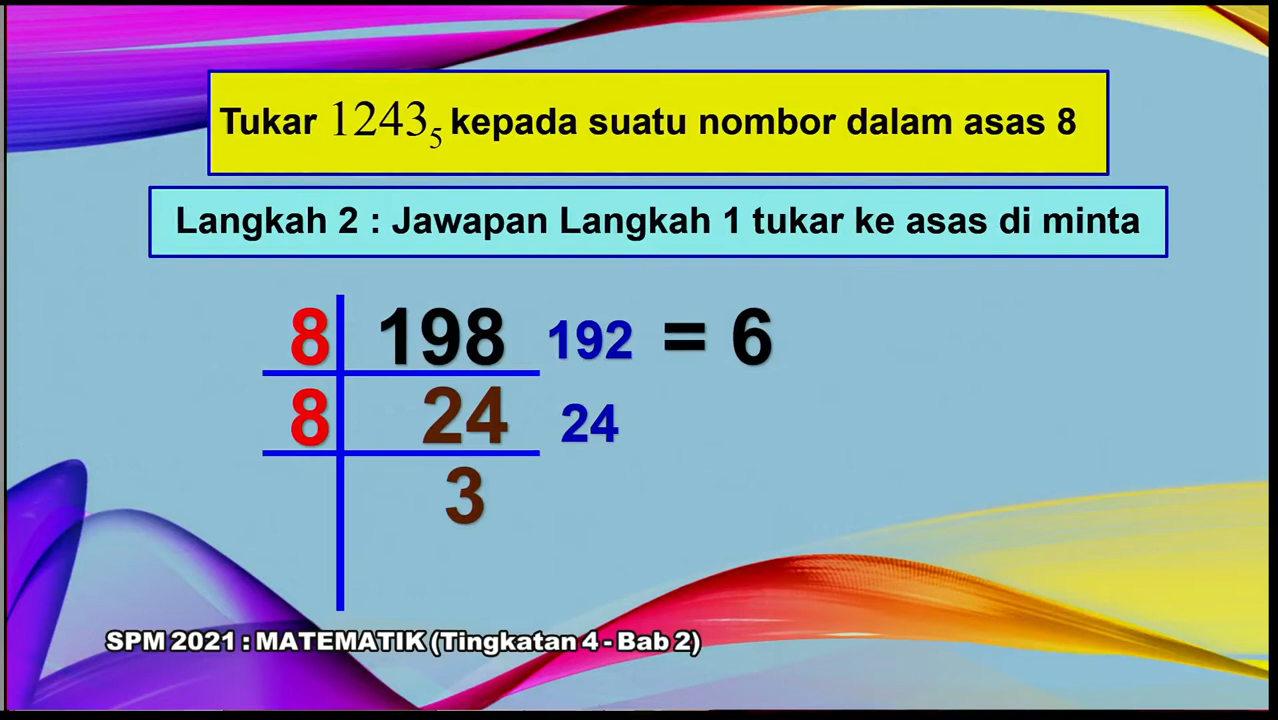 Tukar 1243₅ kepada suatu nombor dalam asas 8
Langkah 2 : Jawapan Langkah 1 tukar ke asas di minta
8 198 192 = 6
8 24 24
3
SPM 2021 : MATEMATIK (Tingkatan 4 - Bab 2)